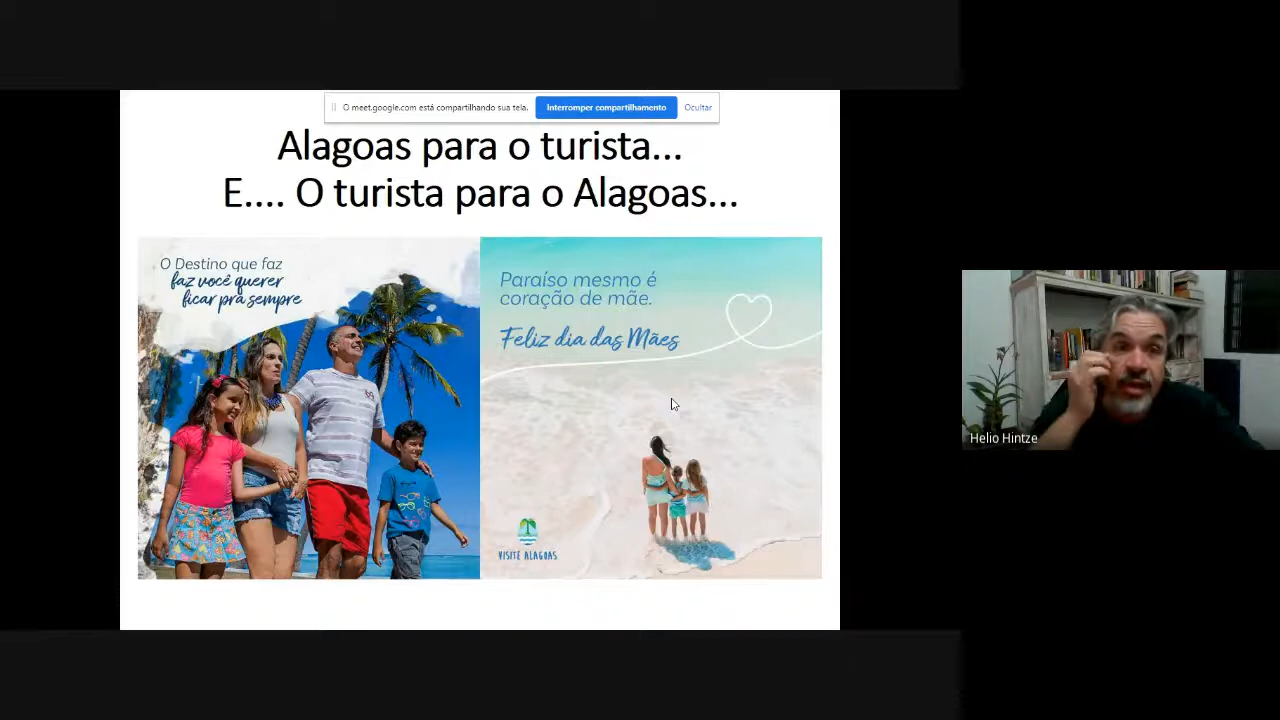 O meet.google.com está compartilhando sua tela.
Interromper compartilhamento
Ocultar
Alagoas para o turista...
E.... O turista para o Alagoas...
O Destino que faz
faz você querer
ficar pra sempre
Paraíso mesmo é
coração de mãe.
Feliz dia das Mães
VISITE ALAGOAS
Helio Hintze